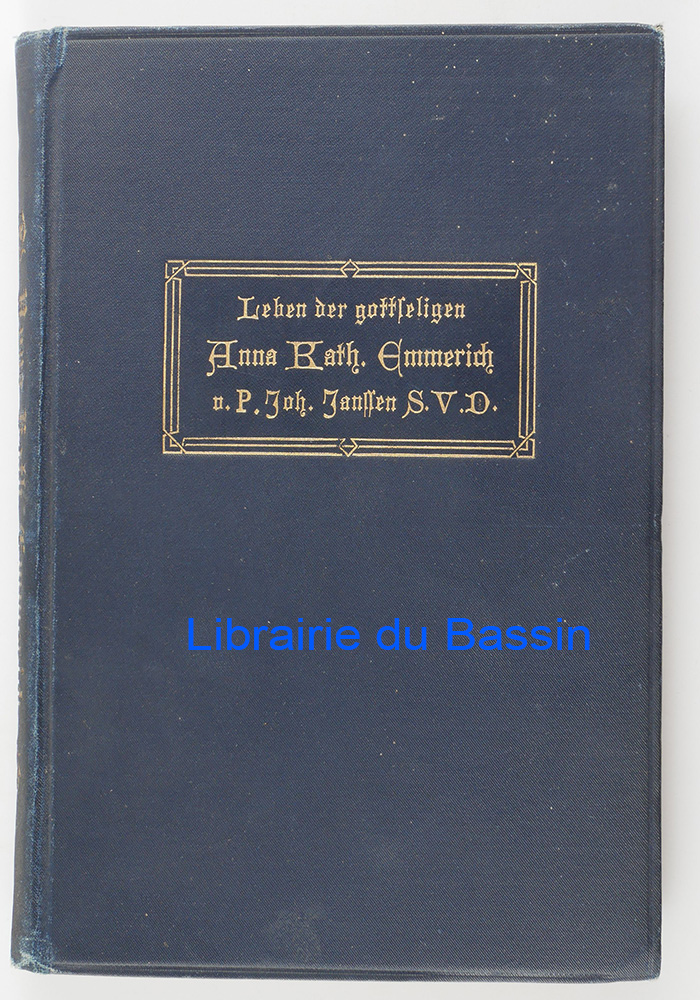 Leben der gottſeligen
Anna Kath. Emmerich
v. P. Joh. Janſſen S. V. D.
Librairie du Bassin